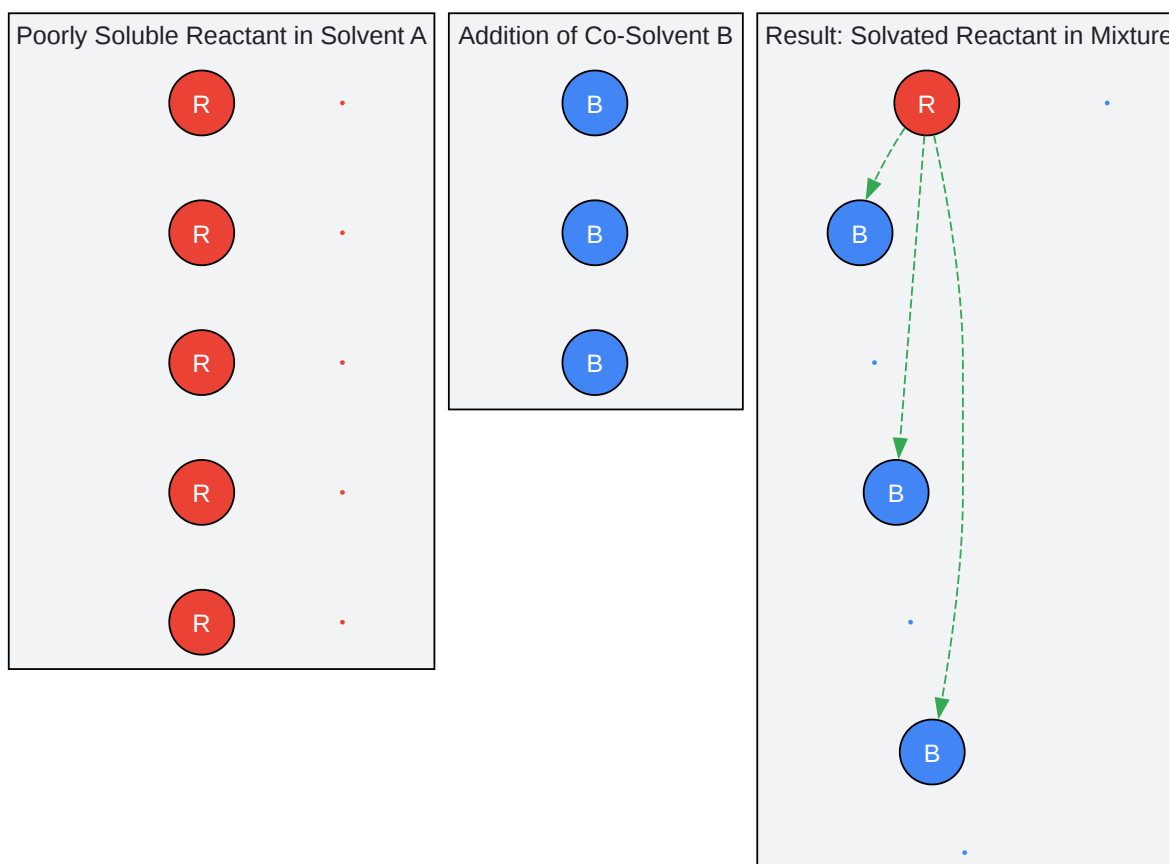 Poorly Soluble Reactant in Solvent A
R
R
R
R
R
Addition of Co-Solvent B
B
B
B
Result: Solvated Reactant in Mixture
R
B
B
B